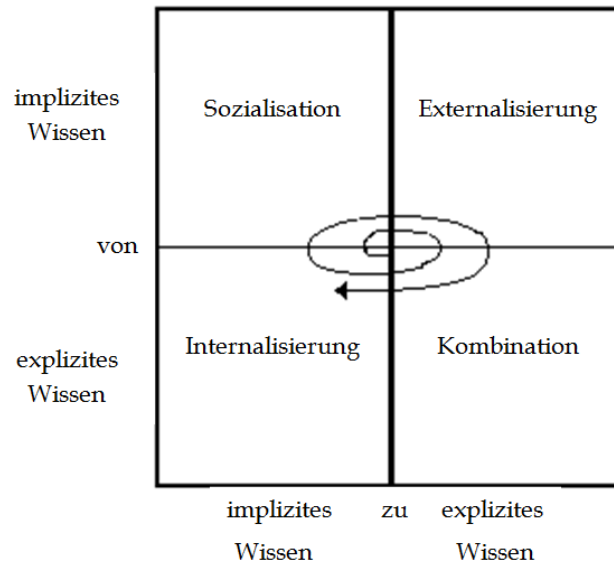 implizites
Wissen
Sozialisation
Externalisierung
von
explizites
Wissen
Internalisierung
Kombination
implizites zu explizites
Wissen Wissen